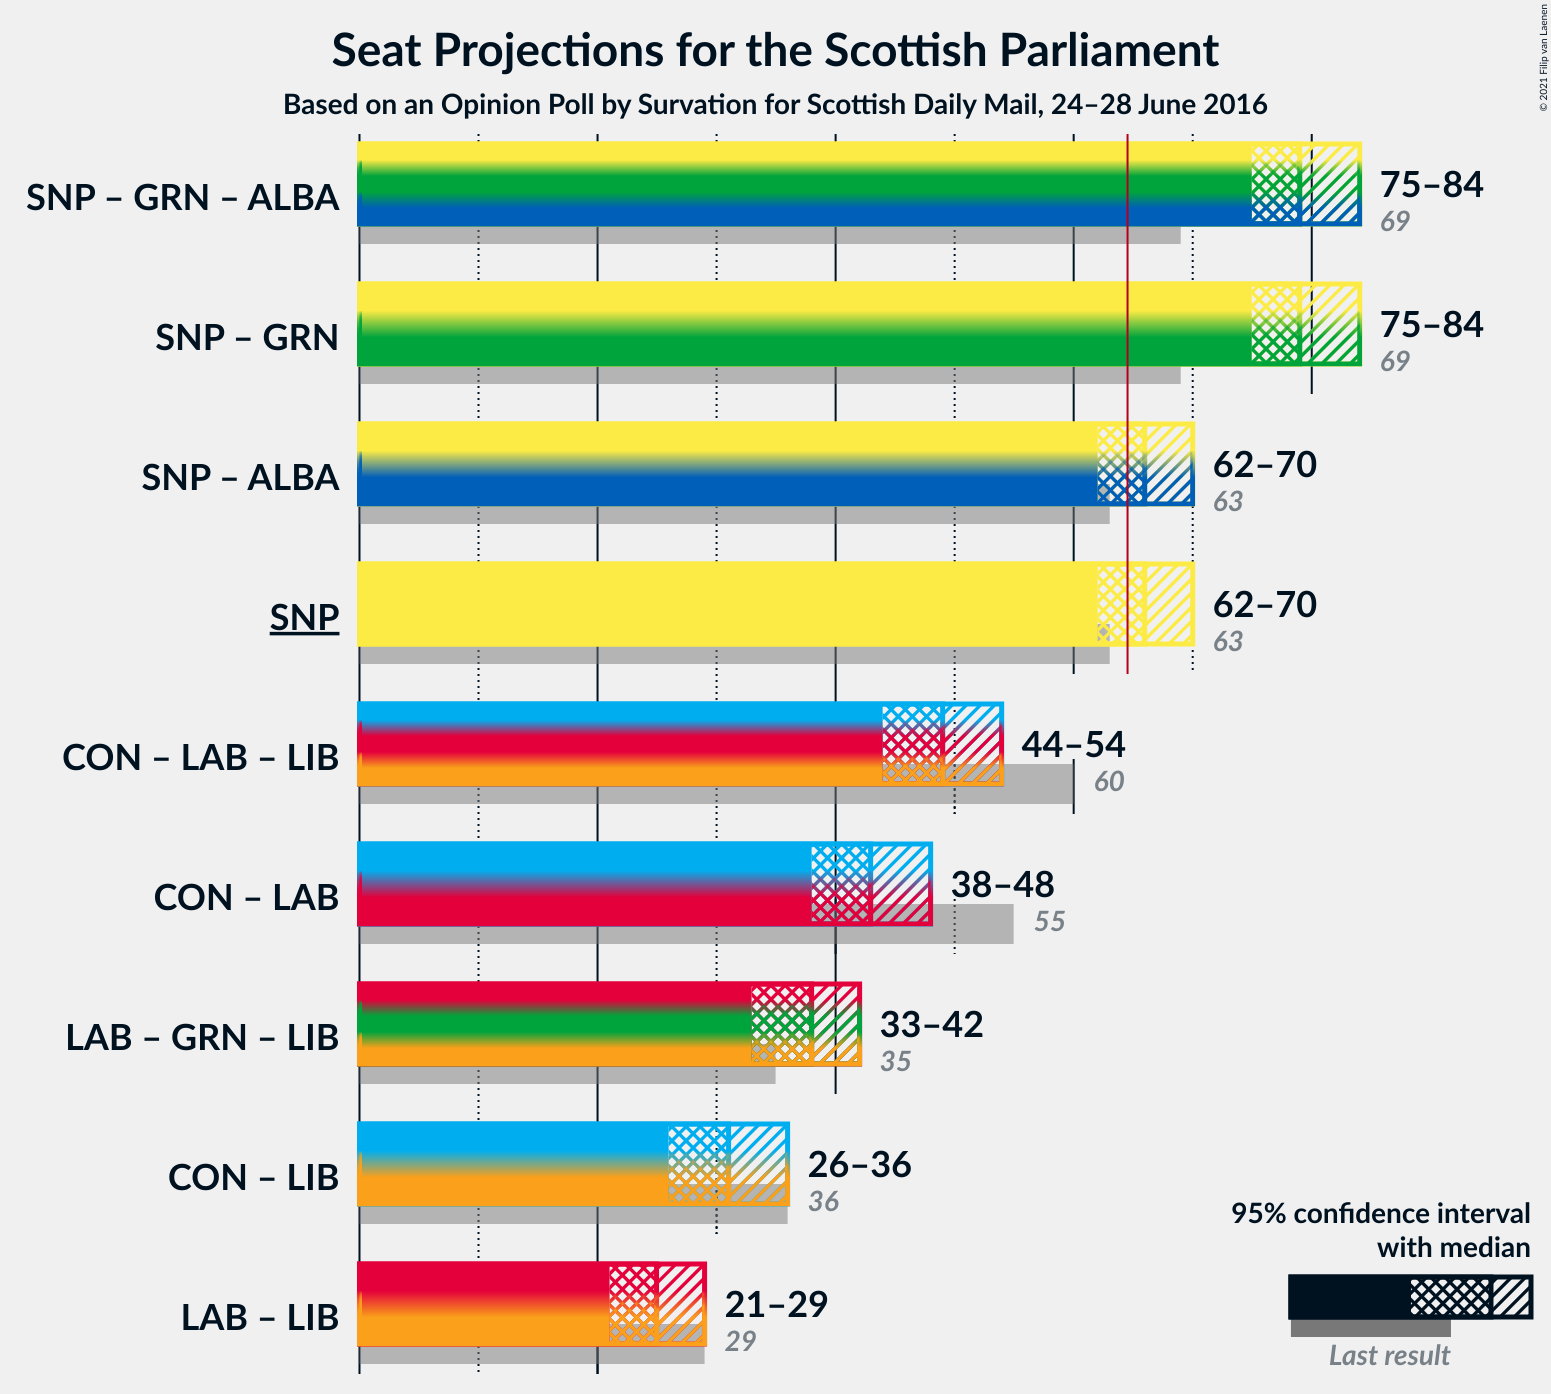 Seat Projections for the Scottish Parliament
Based on an Opinion Poll by Survation for Scottish Daily Mail, 24–28 June 2016
© 2021 Filip van Laenen
SNP – GRN – ALBA
75–84
69
SNP – GRN
75–84
69
SNP – ALBA
62–70
63
SNP
62–70
63
CON – LAB – LIB
44–54
60
CON – LAB
38–48
55
LAB – GRN – LIB
33–42
35
CON – LIB
26–36
36
LAB – LIB
21–29
29
95% confidence interval
with median
Last result